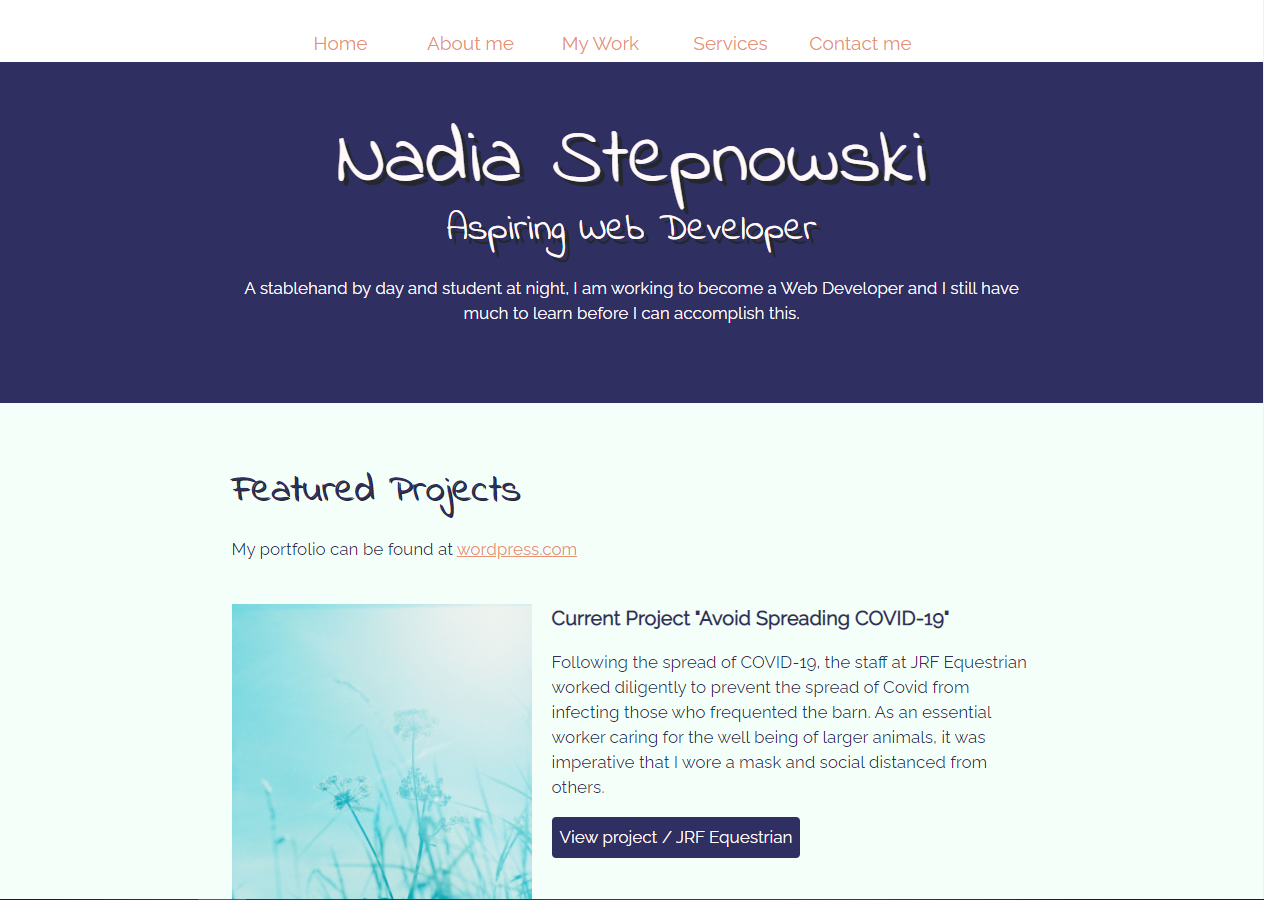 Home About me My Work Services Contact me
Nadia Stepnowski
Aspiring Web Developer
A stablehand by day and student at night, I am working to become a Web Developer and I still have
much to learn before I can accomplish this.
Featured Projects
My portfolio can be found at wordpress.com
Current Project "Avoid Spreading COVID-19"
Following the spread of COVID-19, the staff at JRF Equestrian
worked diligently to prevent the spread of Covid from
infecting those who frequented the barn. As an essential
worker caring for the well being of larger animals, it was
imperative that I wore a mask and social distanced from
others.
View project / JRF Equestrian